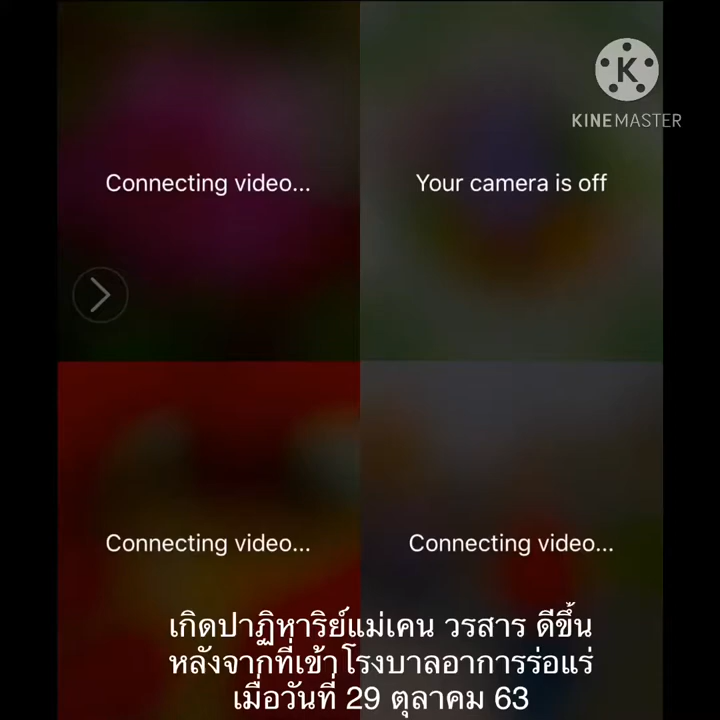 K
KINEMASTER
Connecting video...
Your camera is off
Connecting video...
Connecting video...
เกิดปาฏิหาริย์แม่เคน วรสาร ดีขึ้น
หลังจากที่เข้าโรงบาลอาการร่อแร่
เมื่อวันที่ 29 ตุลาคม 63